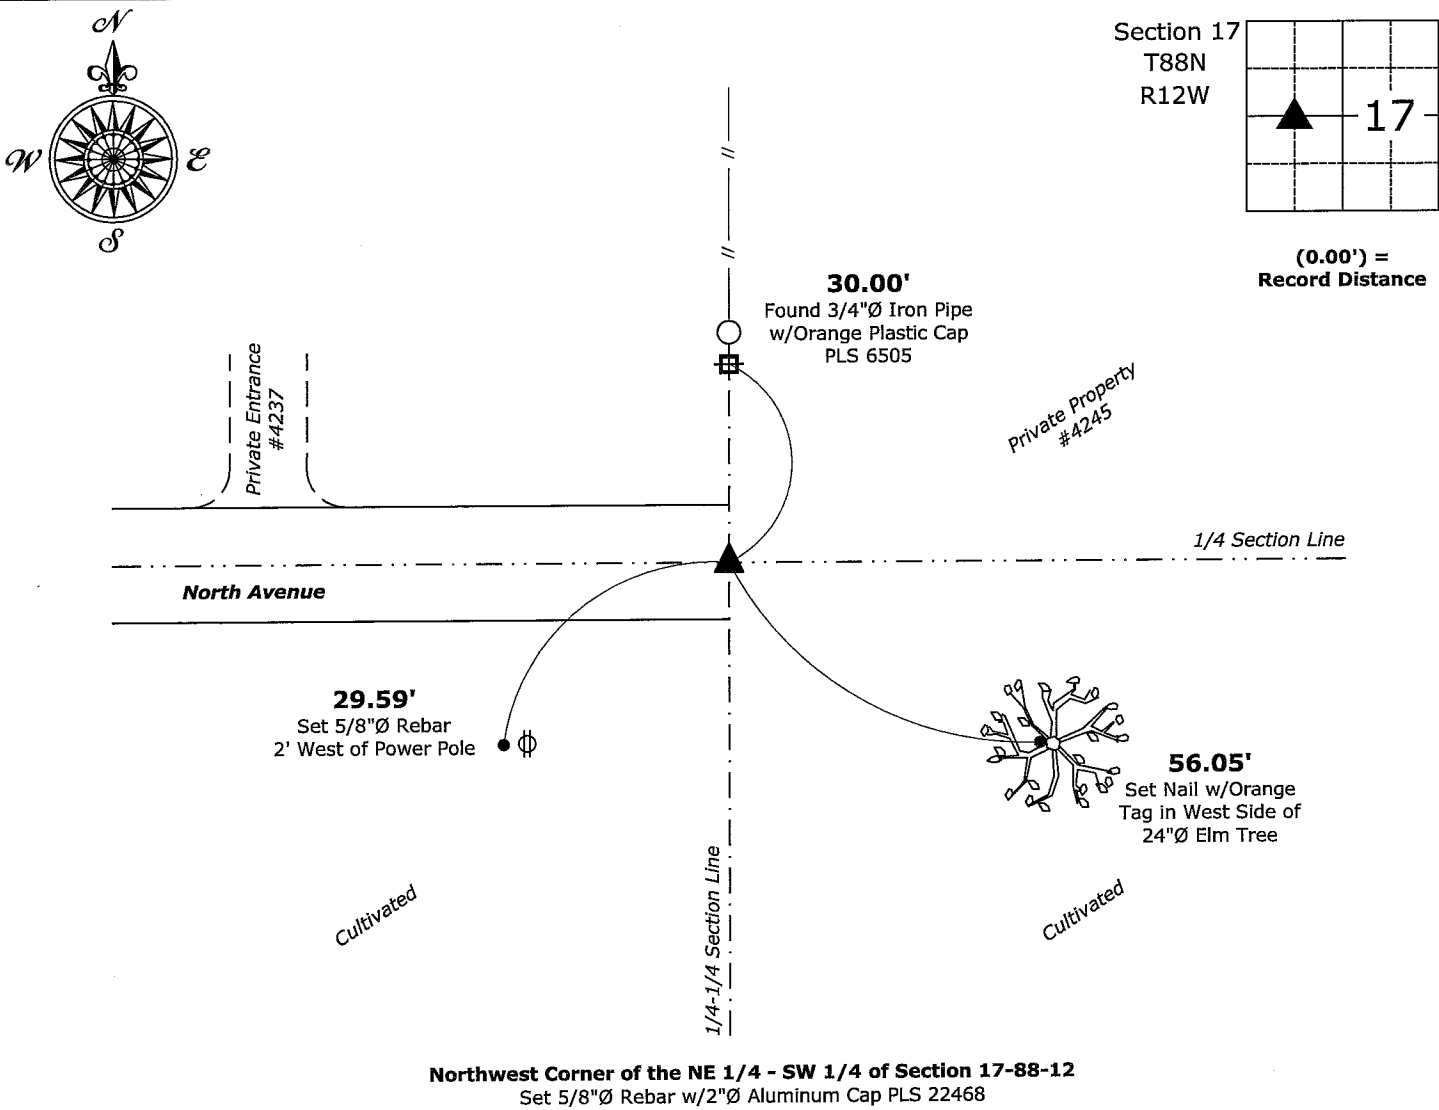 N
W
E
S
Section 17
T88N
R12W
17
(0.00') =
Record Distance
30.00'
Found 3/4"Ø Iron Pipe
w/Orange Plastic Cap
PLS 6505
Private Entrance
#4237
Private Property
#4245
1/4 Section Line
North Avenue
29.59'
Set 5/8"Ø Rebar
2' West of Power Pole
56.05'
Set Nail w/Orange
Tag in West Side of
24"Ø Elm Tree
1/4-1/4 Section Line
Cultivated
Cultivated
Northwest Corner of the NE 1/4 - SW 1/4 of Section 17-88-12
Set 5/8"Ø Rebar w/2"Ø Aluminum Cap PLS 22468